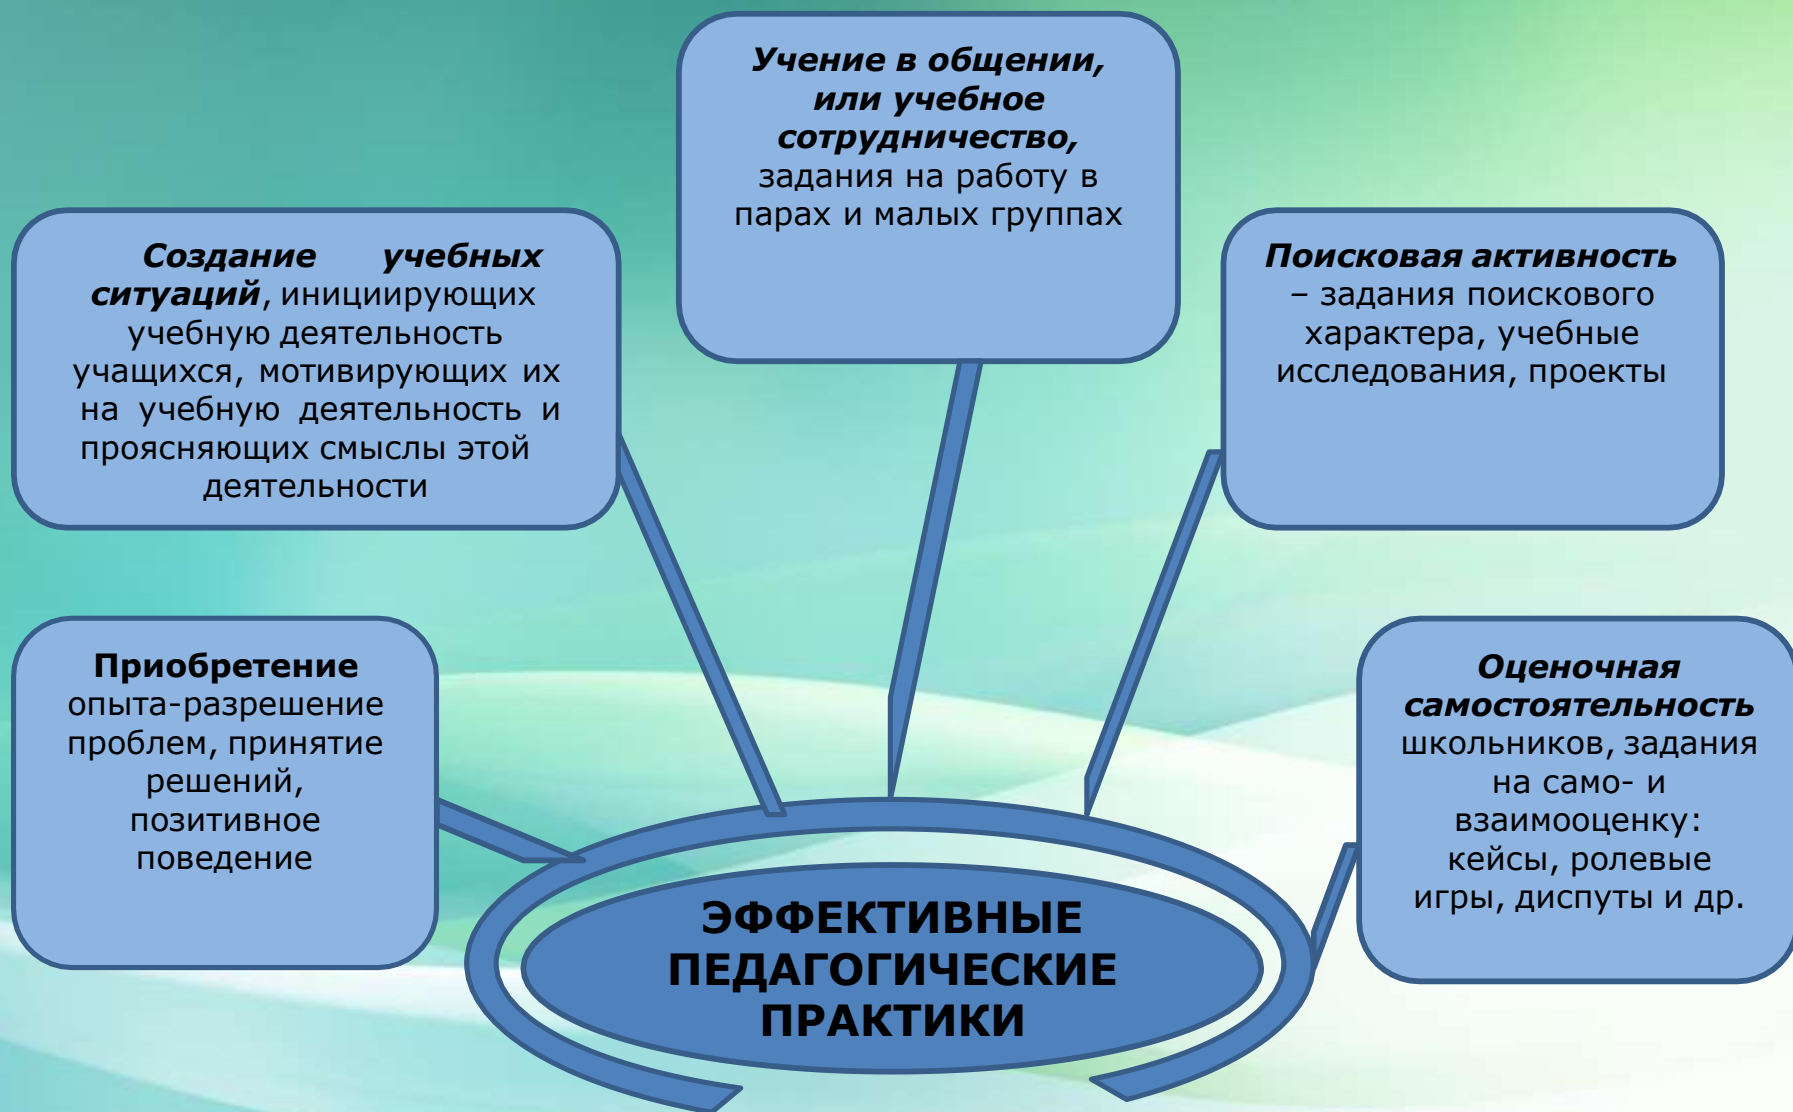 Учение в общении,
или учебное
сотрудничество,
задания на работу в
парах и малых группах
Создание учебных
ситуаций, инициирующих
учебную деятельность
учащихся, мотивирующих их
на учебную деятельность и
проясняющих смыслы этой
деятельности
Поисковая активность
– задания поискового
характера, учебные
исследования, проекты
Приобретение
опыта-разрешение
проблем, принятие
решений,
позитивное
поведение
Оценочная
самостоятельность
школьников, задания
на само- и
взаимооценку:
кейсы, ролевые
игры, диспуты и др.
ЭФФЕКТИВНЫЕ
ПЕДАГОГИЧЕСКИЕ
ПРАКТИКИ